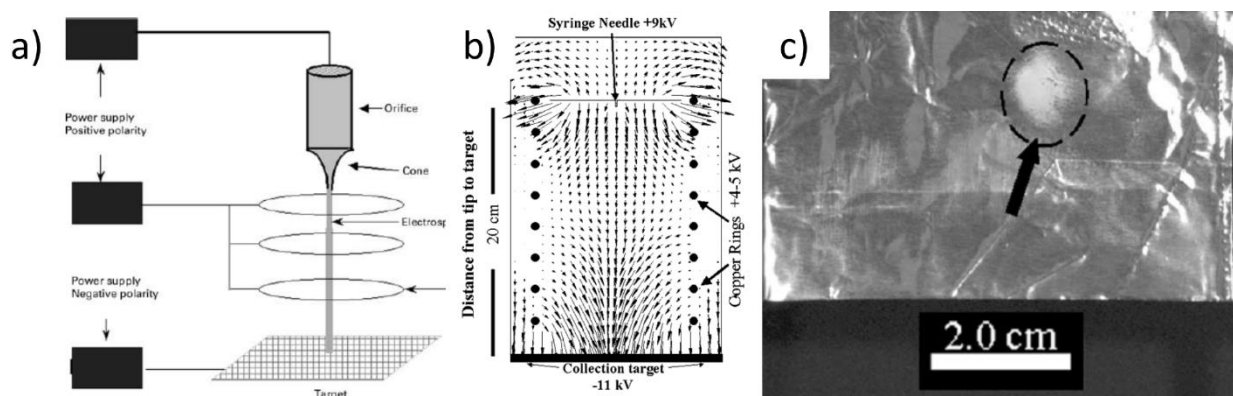 a)
Power supply
Positive polarity
Orifice
Cone
Power supply
Negative polarity
Target
b)
Syringe Needle +9kV
Distance from tip to target
20 cm
Copper Rings +4-5 kV
Collection target
-11 kV
c)
2.0 cm